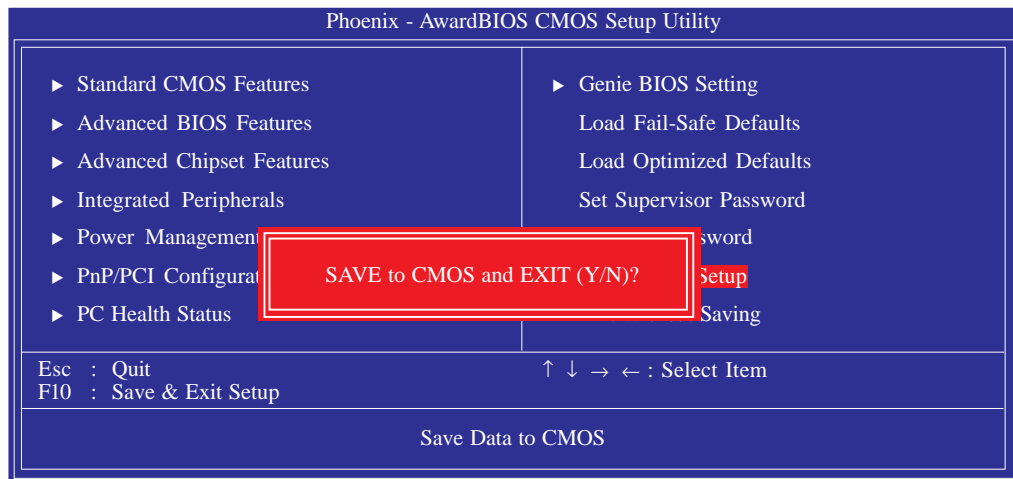 Phoenix - AwardBIOS CMOS Setup Utility
► Standard CMOS Features
► Advanced BIOS Features
► Advanced Chipset Features
► Integrated Peripherals
► Power Managemen
► PnP/PCI Configurat
► PC Health Status
► Genie BIOS Setting
Load Fail-Safe Defaults
Load Optimized Defaults
Set Supervisor Password
sword
Setup
Saving
SAVE to CMOS and EXIT (Y/N)?
Esc : Quit
F10 : Save & Exit Setup
↑ ↓ → ← : Select Item
Save Data to CMOS